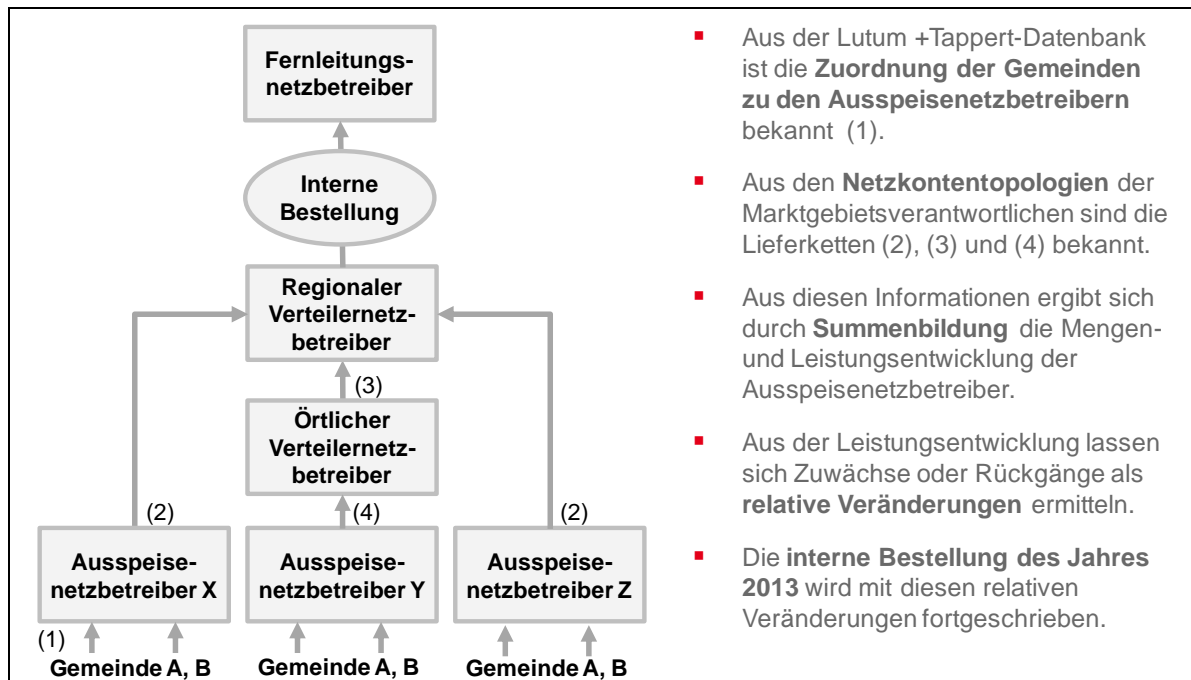 Fernleitungs-
netzbetreiber
Interne
Bestellung
Regionaler
Verteilernetz-
betreiber
(3)
Örtlicher
Verteilernetz-
betreiber
(2)
(4)
(2)
Ausspeise-
netzbetreiber X
Ausspeise-
netzbetreiber Y
Ausspeise-
netzbetreiber Z
(1)
Gemeinde A, B
Gemeinde A, B
Gemeinde A, B
▪ Aus der Lutum +Tappert-Datenbank
ist die Zuordnung der Gemeinden
zu den Ausspeisenetzbetreibern
bekannt (1).
▪ Aus den Netzkontentopologien der
Marktgebietsverantwortlichen sind die
Lieferketten (2), (3) und (4) bekannt.
▪ Aus diesen Informationen ergibt sich
durch Summenbildung die Mengen-
und Leistungsentwicklung der
Ausspeisenetzbetreiber.
▪ Aus der Leistungsentwicklung lassen
sich Zuwächse oder Rückgänge als
relative Veränderungen ermitteln.
▪ Die interne Bestellung des Jahres
2013 wird mit diesen relativen
Veränderungen fortgeschrieben.